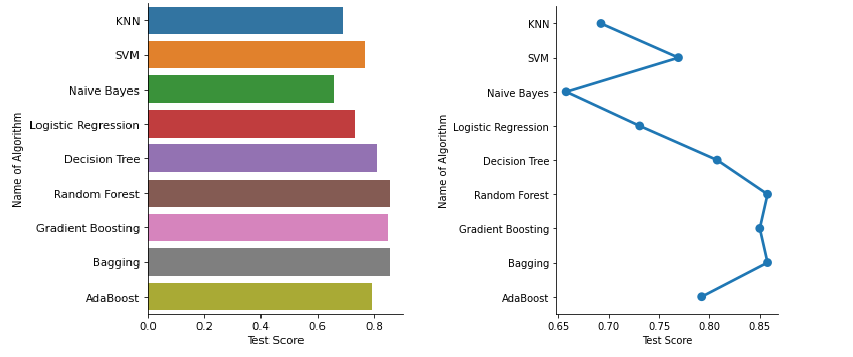 KNN
SVM
Naive Bayes
Logistic Regression
Decision Tree
Random Forest
Gradient Boosting
Bagging
AdaBoost
Name of Algorithm
0.0 0.2 0.4 0.6 0.8
Test Score
KNN
SVM
Naive Bayes
Logistic Regression
Decision Tree
Random Forest
Gradient Boosting
Bagging
AdaBoost
Name of Algorithm
0.65 0.70 0.75 0.80 0.85
Test Score